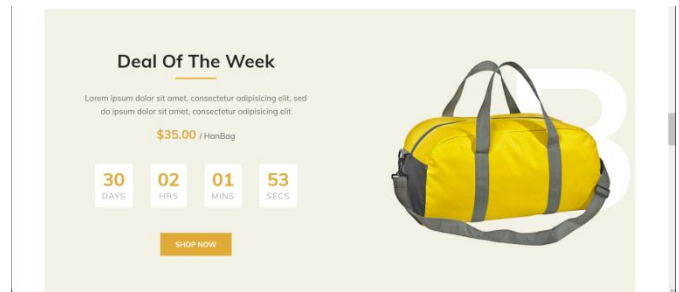 Deal Of The Week
Lorem ipsum dolor sit amet, consectetur adipisicing elit, sed
do ipsum dolor sit amet, consectetur adipisicing elit
$35.00 / HanBag
30 02 01 53
DAYS HRS MINS SECS
SHOP NOW
B